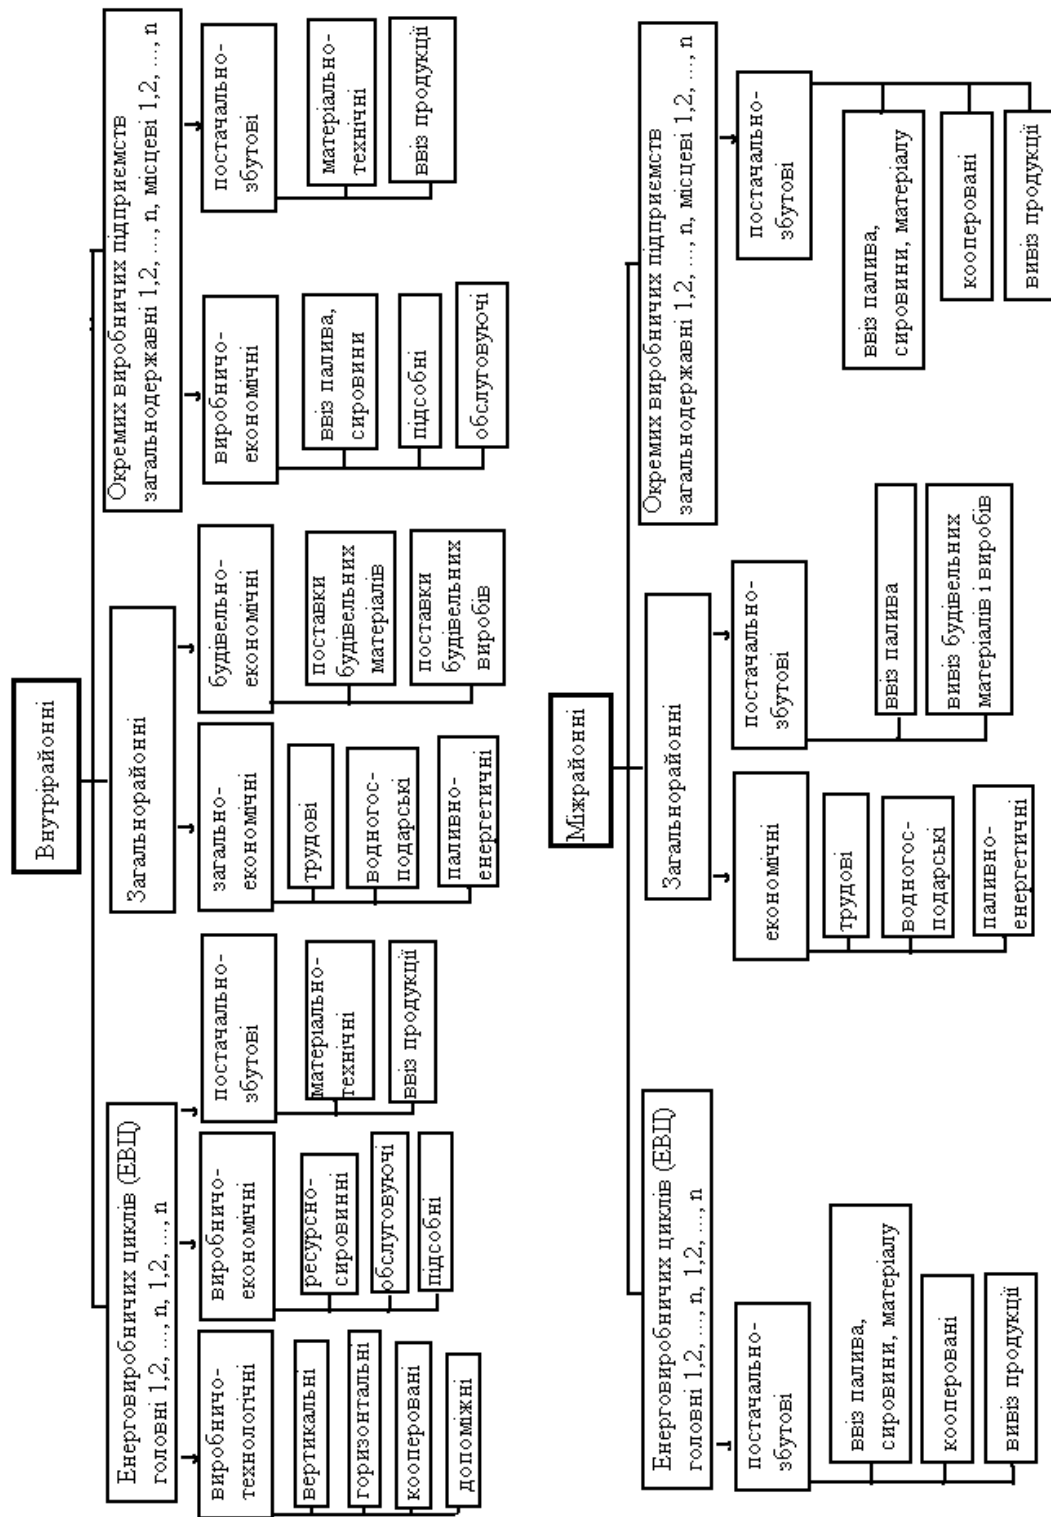 Внутрірайонні
Енерговиробничих циклів (ЕВЦ)
головні 1,2, ..., n, 1,2, ..., n
Загальнорайонні
Окремих виробничих підприємств
загальнодержавні 1,2, ..., n, місцеві 1,2, ..., n
виробничо-
технологічні
вертикальні
горизонтальні
кооперовані
допоміжні
виробничо-
економічні
ресурсно-
сировинні
обслуговуючі
підсобні
постачально-
збутові
матеріально-
технічні
ввіз продукції
загально-
економічні
трудові
водногос-
подарські
паливно-
енергетичні
будівельно-
економічні
поставки
будівельних
матеріалів
поставки
будівельних
виробів
виробничо-
економічні
ввіз палива,
сировини
підсобні
обслуговуючі
постачально-
збутові
матеріально-
технічні
ввіз продукції
Міжрайонні
Енерговиробничих циклів (ЕВЦ)
головні 1,2, ..., n, 1,2, ..., n
Загальнорайонні
Окремих виробничих підприємств
загальнодержавні 1,2, ..., n, місцеві 1,2, ..., n
постачально-
збутові
ввіз палива,
сировини, матеріалу
кооперовані
вивіз продукції
економічні
трудові
водногос-
подарські
паливно-
енергетичні
постачально-
збутові
ввіз палива
вивіз будівельних
матеріалів і виробів
постачально-
збутові
ввіз палива,
сировини, матеріалу
кооперовані
вивіз продукції